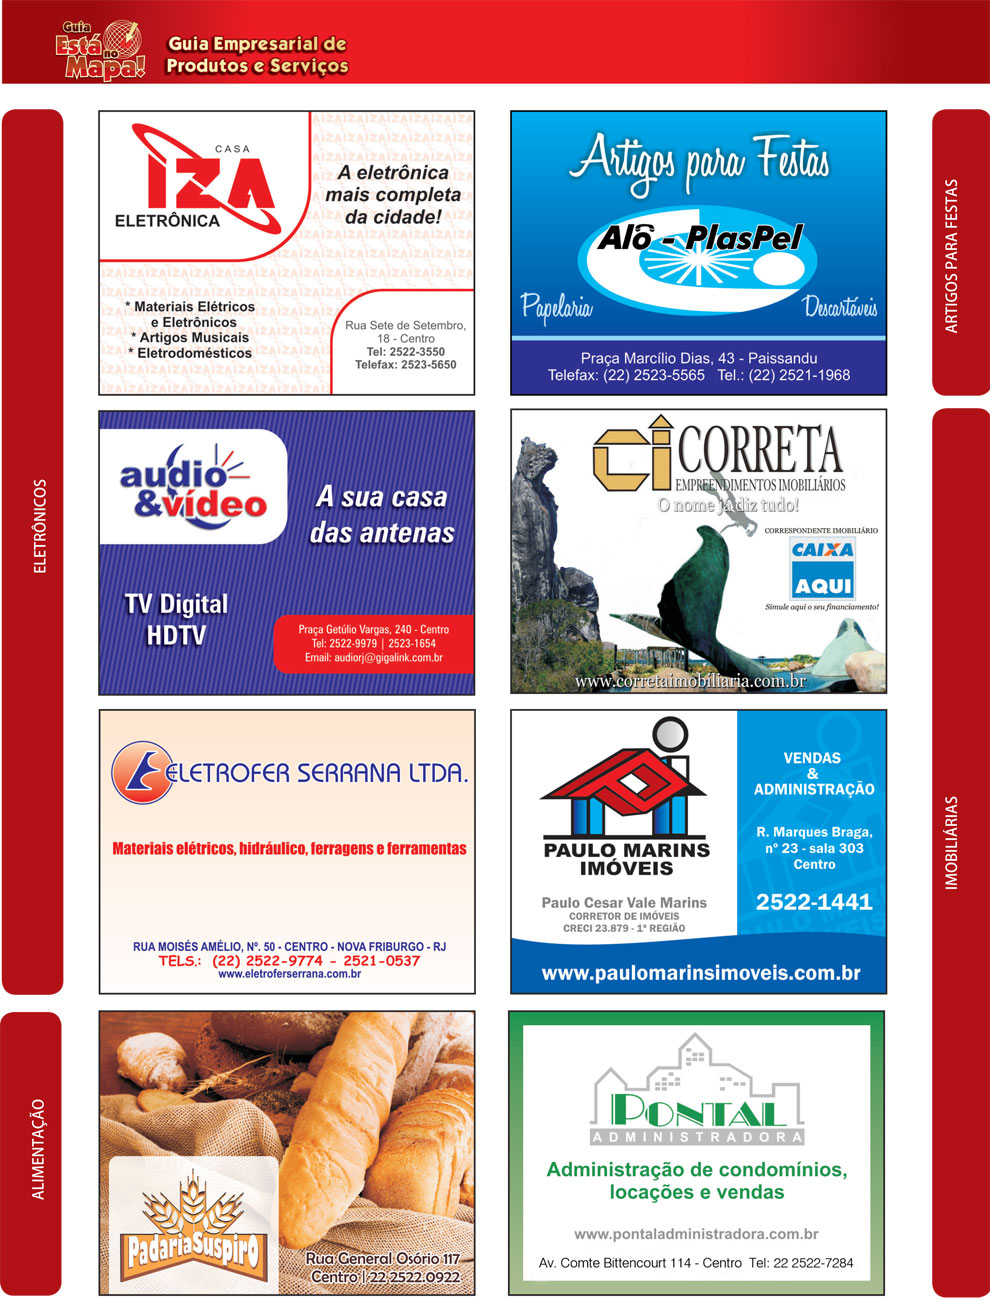 Guia
Está no
Mapa!
Guia Empresarial de
Produtos e Serviços
ELETRÔNICOS
CASA
IZA
ELETRÔNICA
A eletrônica
mais completa
da cidade!
* Materiais Elétricos
e Eletrônicos
* Artigos Musicais
* Eletrodomésticos
Rua Sete de Setembro,
18 - Centro
Tel: 2522-3550
Telefax: 2523-5650
audio
&vídeo
A sua casa
das antenas
TV Digital
HDTV
Praça Getúlio Vargas, 240 - Centro
Tel: 2522-9979 | 2523-1654
Email: audiorj@gigalink.com.br
ELETROFER SERRANA LTDA.
Materiais elétricos, hidráulico, ferragens e ferramentas
RUA MOISÉS AMÉLIO, Nº. 50 - CENTRO - NOVA FRIBURGO - RJ
TELS.: (22) 2522-9774 - 2521-0537
www.eletroferserrana.com.br
ALIMENTAÇÃO
Padaria Suspiro
Rua General Osório 117
Centro | 22 2522.0922
ARTIGOS PARA FESTAS
Artigos para Festas
Alô - PlasPel
Papelaria
Descartáveis
Praça Marcílio Dias, 43 - Paissandu
Telefax: (22) 2523-5565 Tel.: (22) 2521-1968
IMOBILIÁRIAS
ci CORRETA
EMPREENDIMENTOS IMOBILIÁRIOS
O nome já diz tudo!
CORRESPONDENTE IMOBILIÁRIO
CAIXA
AQUI
Simule aqui o seu financiamento!
www.corretaimobiliaria.com.br
PAULO MARINS
IMÓVEIS
Paulo Cesar Vale Marins
CORRETOR DE IMÓVEIS
CRECI 23.879 - 1ª REGIÃO
VENDAS
&
ADMINISTRAÇÃO
R. Marques Braga,
nº 23 - sala 303
Centro
2522-1441
www.paulomarinsimoveis.com.br
PONTAL
ADMINISTRADORA
Administração de condomínios,
locações e vendas
www.pontaladministradora.com.br
Av. Comte Bittencourt 114 - Centro Tel: 22 2522-7284